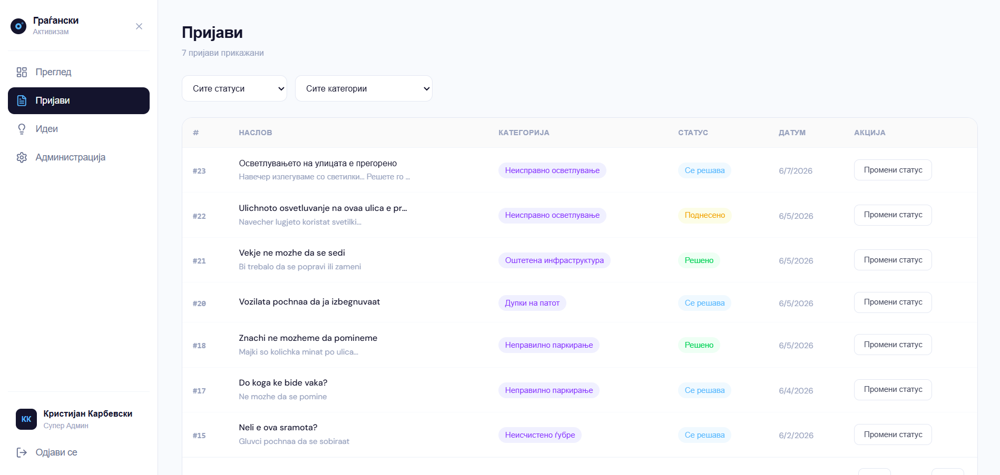 Граѓански
Активизам
Преглед
Пријави
Идеи
Администрација
Кристијан Карбевски
КК
Супер Админ
Одјави се
Пријави
7 пријави прикажани
Сите статуси
Сите категории
# НАСЛОВ КАТЕГОРИЈА СТАТУС ДАТУМ АКЦИЈА
#23 Осветлувањето на улицата е прегорено Неисправно осветлување Се решава 6/7/2026 Промени статус
Навечер излегуваме со светилки... Решете го ...
#22 Ulichnoto osvetluvanje na ovaa ulica e pr... Неисправно осветлување Поднесено 6/5/2026 Промени статус
Navecher lugjeto koristat svetilki...
#21 Vekje ne mozhe da se sedi Оштетена инфраструктура Решено 6/5/2026 Промени статус
Bi trebalo da se popravi ili zameni
#20 Vozilata pochnaa da ja izbegnuvaat Дупки на патот Се решава 6/5/2026 Промени статус
#18 Znachi ne mozheme da pomineme Неправилно паркирање Решено 6/5/2026 Промени статус
Majki so kolichka minat po ulica...
#17 Do koga ke bide vaka? Неправилно паркирање Се решава 6/4/2026 Промени статус
Ne mozhe da se pomine
#15 Neli e ova sramota? Неисчистено ѓубре Се решава 6/2/2026 Промени статус
Gluvci pochnaa da se sobiraat